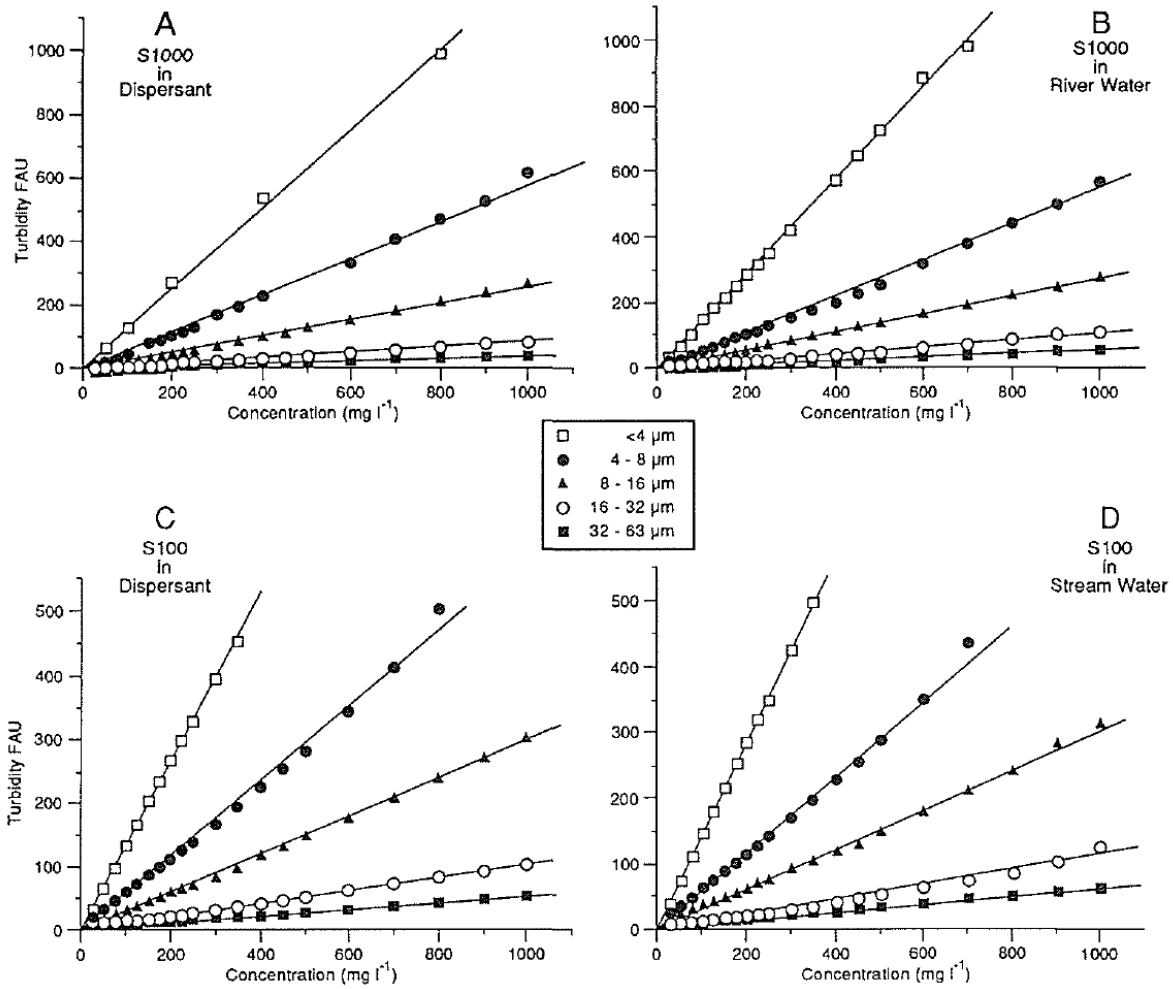 A
S1000
in
Dispersant
1000
800
600
400
200
0
Turbidity FAU
0 200 400 600 800 1000
Concentration (mg l⁻¹)
B
S1000
in
River Water
1000
800
600
400
200
0
0 200 400 600 800 1000
Concentration (mg l⁻¹)
<4 µm
4 - 8 µm
8 - 16 µm
16 - 32 µm
32 - 63 µm
C
S100
in
Dispersant
500
400
300
200
100
0
Turbidity FAU
0 200 400 600 800 1000
Concentration (mg l⁻¹)
D
S100
in
Stream Water
500
400
300
200
100
0
0 200 400 600 800 1000
Concentration (mg l⁻¹)